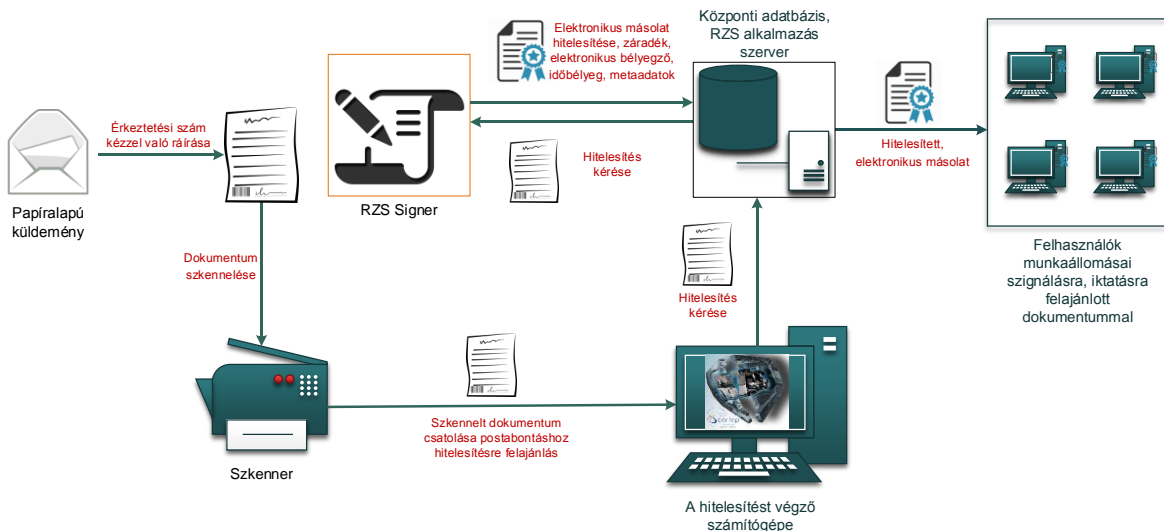 Elektronikus másolat
hitelesítése, záradék,
elektronikus bélyegző,
időbélyeg, metaadatok
Központi adatbázis,
RZS alkalmazás
szerver
Érkeztetési szám
kézzel való ráírása
Hitelesítés
kérése
Hitelesített,
elektronikus másolat
Papíralapú
küldemény
RZS Signer
Dokumentum
szkennelése
Hitelesítés
kérése
Felhasználók
munkaállomásai
szignálásra, iktatásra
felajánlott
dokumentummal
Szkennelt dokumentum
csatolása postabontáshoz
hitelesítésre felajánlás
Szkenner
A hitelesítést végző
számítógépe